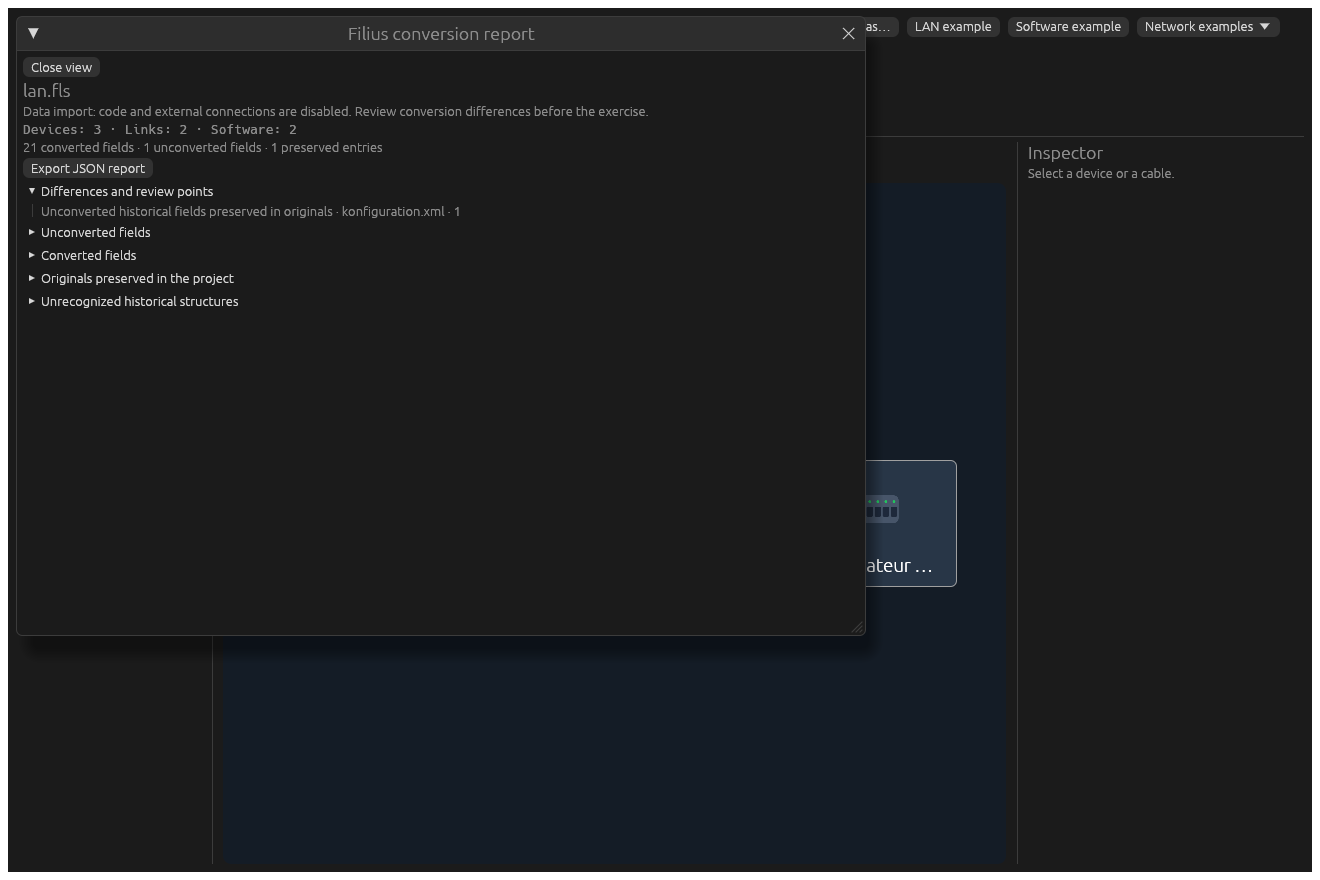 Filius conversion report
as…
LAN example
Software example
Network examples
Close view
lan.fls
Data import: code and external connections are disabled. Review conversion differences before the exercise.
Devices: 3 · Links: 2 · Software: 2
21 converted fields · 1 unconverted fields · 1 preserved entries
Export JSON report
Differences and review points
Unconverted historical fields preserved in originals · konfiguration.xml · 1
Unconverted fields
Converted fields
Originals preserved in the project
Unrecognized historical structures
Inspector
Select a device or a cable.
ateur …